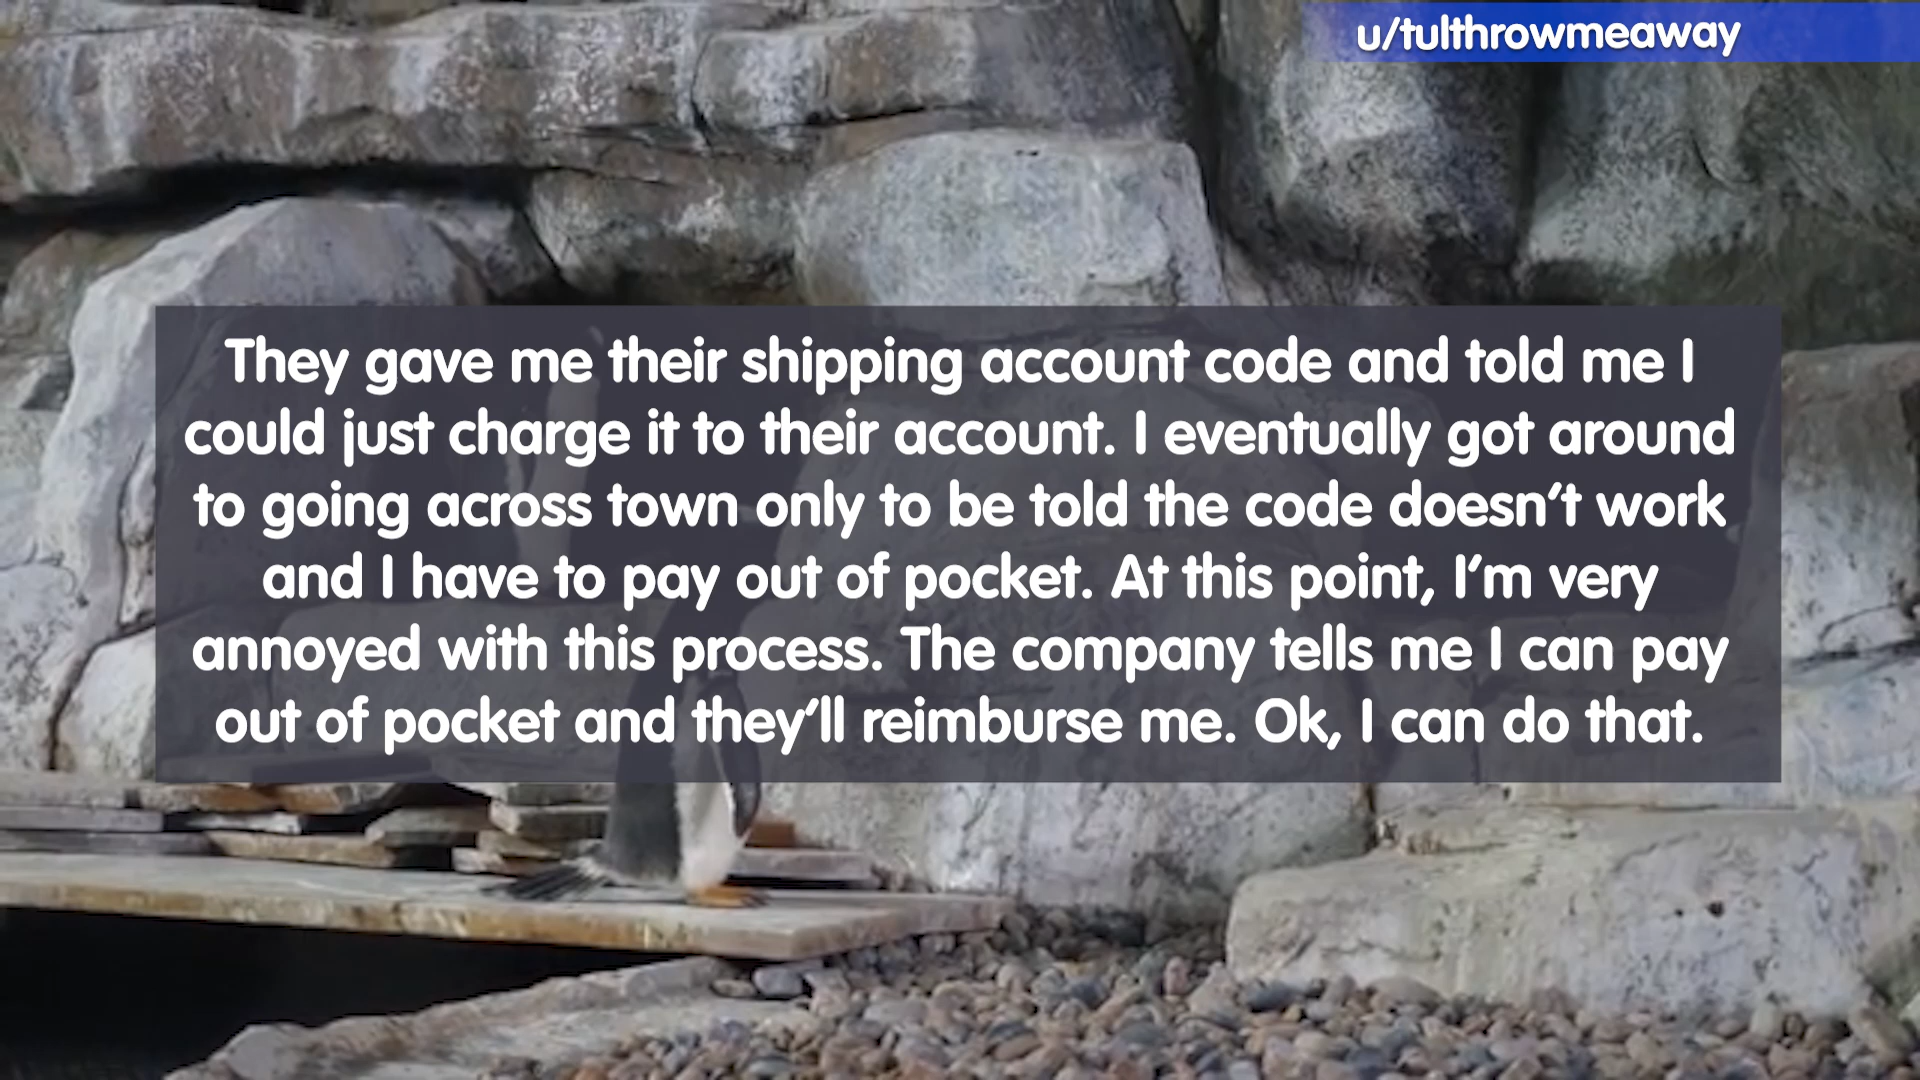 u/tulthrowmeaway
They gave me their shipping account code and told me I
could just charge it to their account. I eventually got around
to going across town only to be told the code doesn't work
and I have to pay out of pocket. At this point, I'm very
annoyed with this process. The company tells me I can pay
out of pocket and they'll reimburse me. Ok, I can do that.